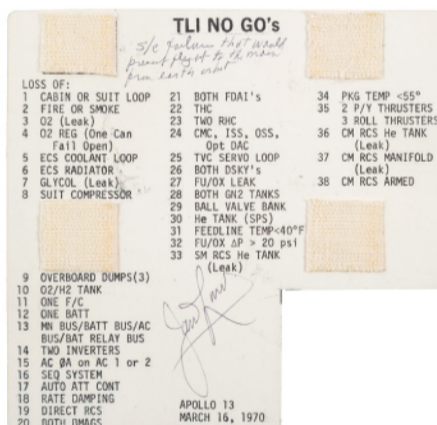 TLI NO GO's
S/C failures that would
prevent flight to the moon
from earth orbit
LOSS OF:
1 CABIN OR SUIT LOOP
2 FIRE OR SMOKE
3 O2 (Leak)
4 O2 REG (One Can
Fail Open)
5 ECS COOLANT LOOP
6 ECS RADIATOR
7 GLYCOL (Leak)
8 SUIT COMPRESSOR
9 OVERBOARD DUMPS(3)
10 O2/H2 TANK
11 ONE F/C
12 ONE BATT
13 MN BUS/BATT BUS/AC
BUS/BAT RELAY BUS
14 TWO INVERTERS
15 AC ØA on AC 1 or 2
16 SEQ SYSTEM
17 AUTO ATT CONT
18 RATE DAMPING
19 DIRECT RCS
20 BOTH BMAGS
21 BOTH FDAI's
22 THC
23 TWO RHC
24 CMC, ISS, OSS,
Opt DAC
25 TVC SERVO LOOP
26 BOTH DSKY's
27 FU/OX LEAK
28 BOTH GN2 TANKS
29 BALL VALVE BANK
30 He TANK (SPS)
31 FEEDLINE TEMP<40°F
32 FU/OX ΔP > 20 psi
33 SM RCS He TANK
(Leak)
34 PKG TEMP <55°
35 2 P/Y THRUSTERS
3 ROLL THRUSTERS
36 CM RCS He TANK
(Leak)
37 CM RCS MANIFOLD
(Leak)
38 CM RCS ARMED
APOLLO 13
MARCH 16, 1970